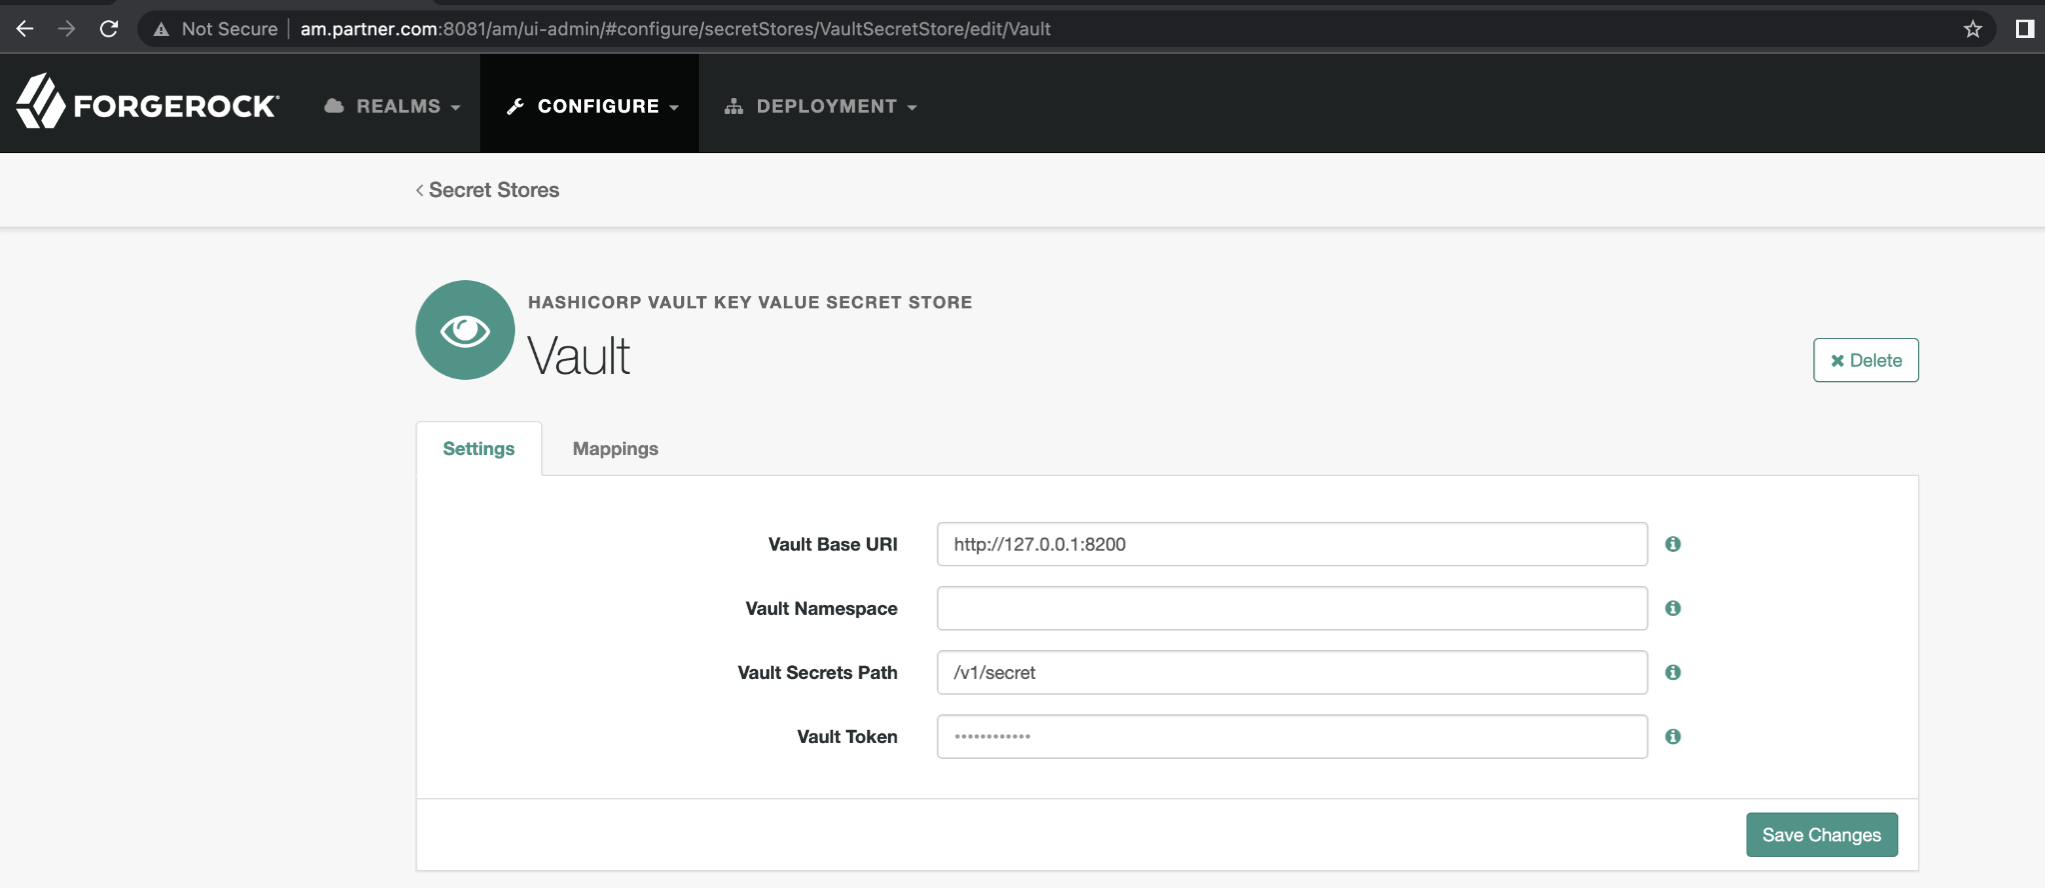 Not Secure | am.partner.com:8081/am/ui-admin/#configure/secretStores/VaultSecretStore/edit/Vault
FORGEROCK REALMS CONFIGURE DEPLOYMENT
< Secret Stores
HASHICORP VAULT KEY VALUE SECRET STORE
Vault
Delete
Settings Mappings
Vault Base URI http://127.0.0.1:8200
Vault Namespace
Vault Secrets Path /v1/secret
Vault Token ••••••••••••
Save Changes